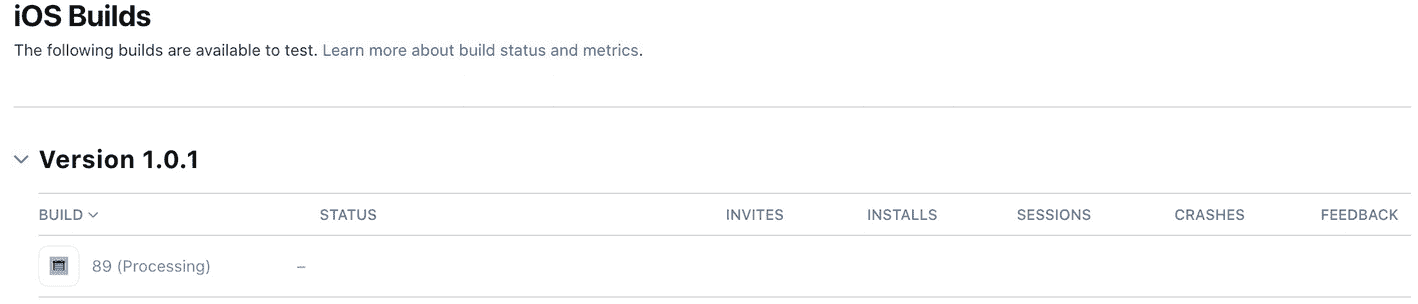 iOS Builds
The following builds are available to test. Learn more about build status and metrics.
Version 1.0.1
BUILD STATUS INVITES INSTALLS SESSIONS CRASHES FEEDBACK
89 (Processing) –